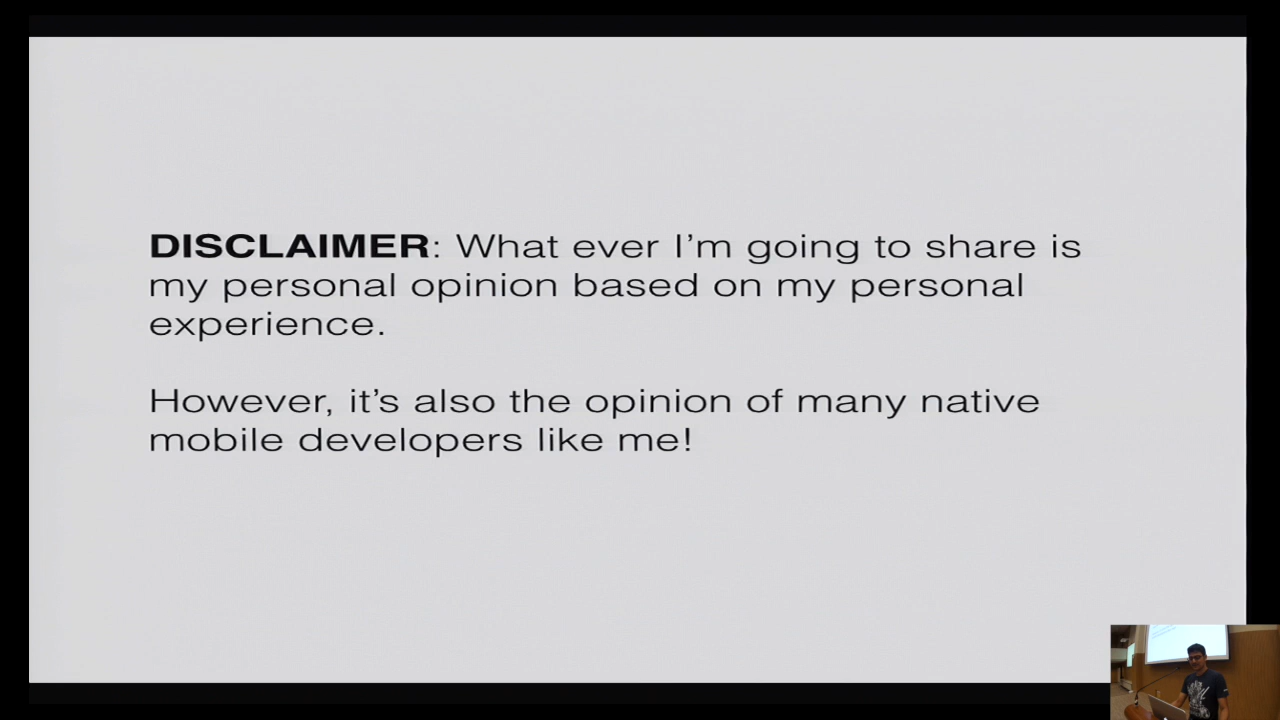 DISCLAIMER: What ever I’m going to share is
my personal opinion based on my personal
experience.
However, it’s also the opinion of many native
mobile developers like me!